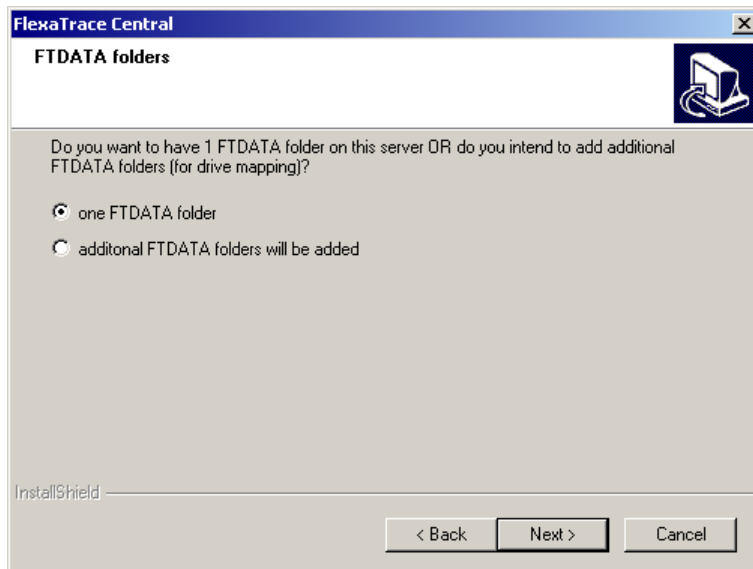 FlexaTrace Central
FTDATA folders
Do you want to have 1 FTDATA folder on this server OR do you intend to add additional
FTDATA folders (for drive mapping)?
one FTDATA folder
additonal FTDATA folders will be added
InstallShield
< Back
Next >
Cancel